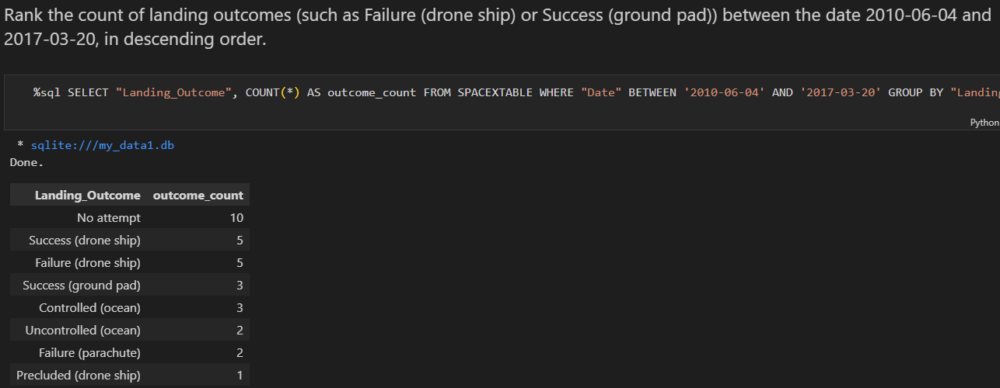 Rank the count of landing outcomes (such as Failure (drone ship) or Success (ground pad)) between the date 2010-06-04 and
2017-03-20, in descending order.
%sql SELECT "Landing_Outcome", COUNT(*) AS outcome_count FROM SPACEXTABLE WHERE "Date" BETWEEN '2010-06-04' AND '2017-03-20' GROUP BY "Landing
Python
* sqlite:///my_data1.db
Done.
Landing_Outcome outcome_count
No attempt 10
Success (drone ship) 5
Failure (drone ship) 5
Success (ground pad) 3
Controlled (ocean) 3
Uncontrolled (ocean) 2
Failure (parachute) 2
Precluded (drone ship) 1